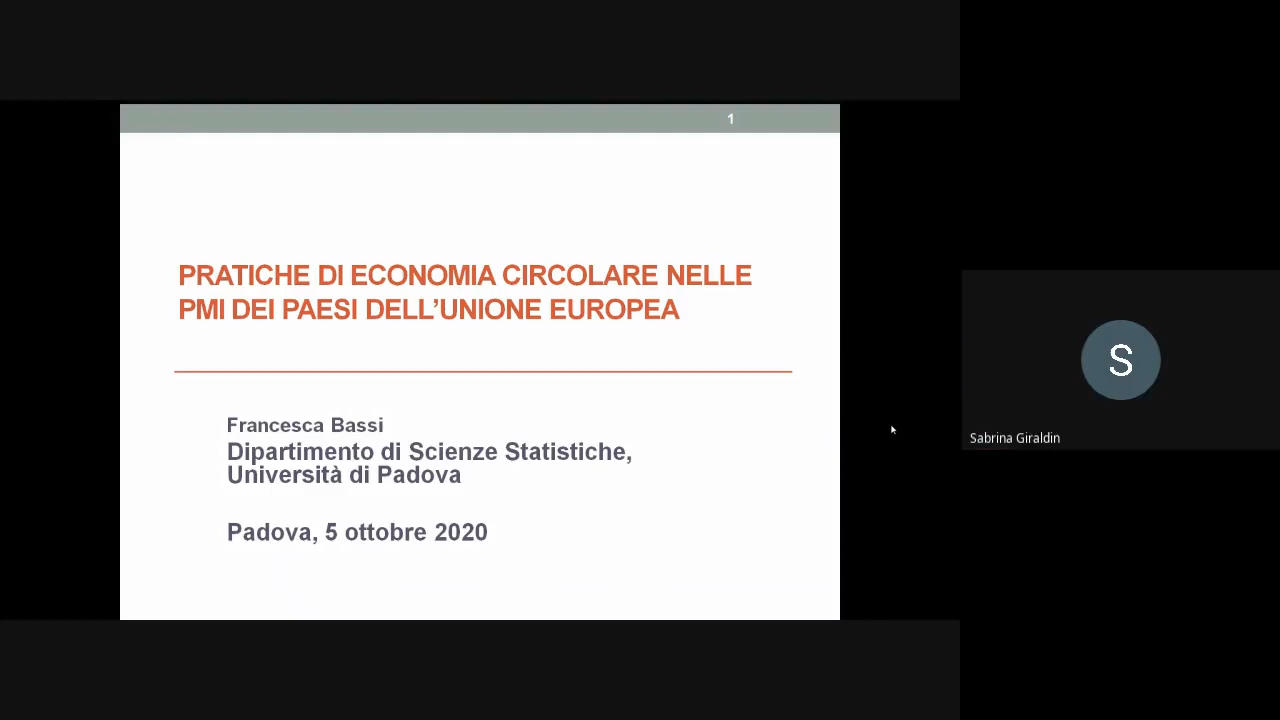 1
PRATICHE DI ECONOMIA CIRCOLARE NELLE
PMI DEI PAESI DELL’UNIONE EUROPEA
Francesca Bassi
Dipartimento di Scienze Statistiche,
Università di Padova
Padova, 5 ottobre 2020
S
Sabrina Giraldin